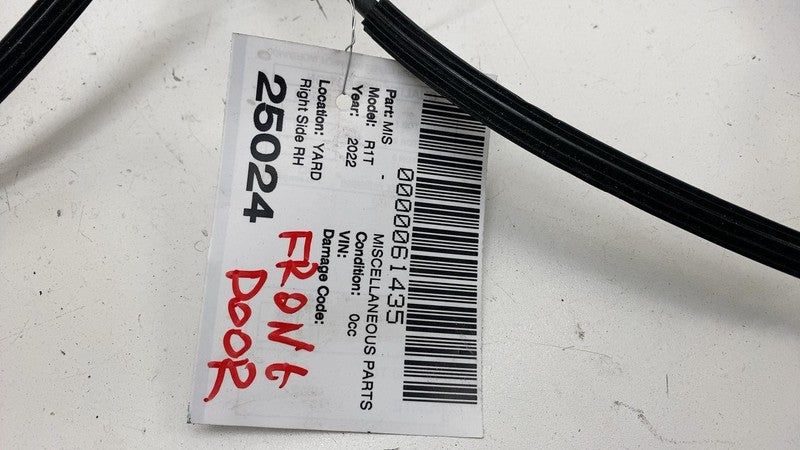 0000061435
Part: MIS - MISCELLANEOUS PARTS
Model: R1T Condition: 0cc
Year: 2022 VIN:
Damage Code:
Location: YARD
Right Side RH
25024
FRONt
DOOR